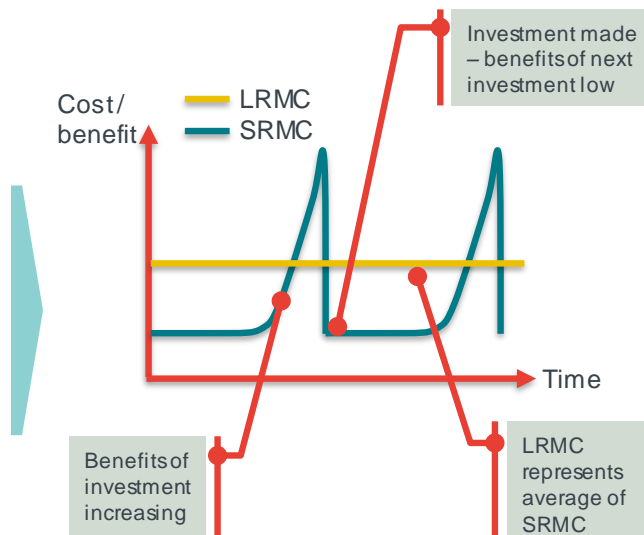 Investment made
– benefits of next
investment low
Cost/
benefit
LRMC
SRMC
Time
Benefits of
investment
increasing
LRMC
represents
average of
SRMC